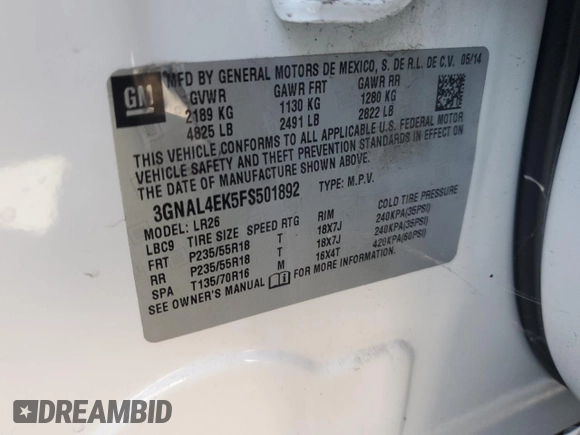 GM
MFD BY GENERAL MOTORS DE MEXICO, S. DE R.L. DE C.V. 05/14
GVWR GAWR FRT GAWR RR
2189 KG 1130 KG 1280 KG
4825 LB 2491 LB 2822 LB
THIS VEHICLE CONFORMS TO ALL APPLICABLE U.S. FEDERAL MOTOR
VEHICLE SAFETY AND THEFT PREVENTION STANDARDS IN EFFECT ON
THE DATE OF MANUFACTURE SHOWN ABOVE.
3GNAL4EK5FS501892 TYPE: M.P.V.
MODEL: LR26
LBC9 TIRE SIZE SPEED RTG RIM COLD TIRE PRESSURE
FRT P235/55R18 T 18X7J 240KPA(35PSI)
RR P235/55R18 T 18X7J 240KPA(35PSI)
SPA T135/70R16 M 16X4T 420KPA(60PSI)
SEE OWNER'S MANUAL FOR MORE INFORMATION.
DREAMBID